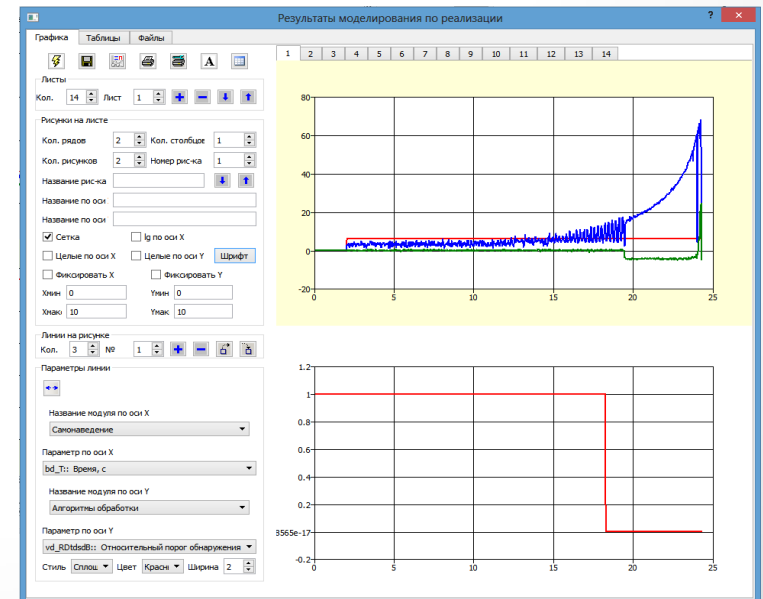 Результаты моделирования по реализации
? ×
Графика Таблицы Файлы
A
Листы
Кол. 14 Лист 1
Рисунки на листе
Кол. рядов 2 Кол. столбцов 1
Кол. рисунков 2 Номер рис-ка 1
Название рис-ка
Название по оси
Название по оси
Сетка lg по оси X
Целые по оси X Целые по оси Y Шрифт
Фиксировать X Фиксировать Y
Xмин 0 Yмин 0
Xмак 10 Yмак 10
Линии на рисунке
Кол. 3 № 1
Параметры линии
Название модуля по оси X
Самонаведение
Параметр по оси X
bd_T:: Время, с
Название модуля по оси Y
Алгоритмы обработки
Параметр по оси Y
vd_RDtdsdB:: Относительный порог обнаружения
Стиль Сплош Цвет Красн Ширина 2
1 2 3 4 5 6 7 8 9 10 11 12 13 14
80
60
40
20
0
-20
0 5 10 15 20 25
1.2
1
0.8
0.6
0.4
0.2
8565e-17
-0.2
0 5 10 15 20 25